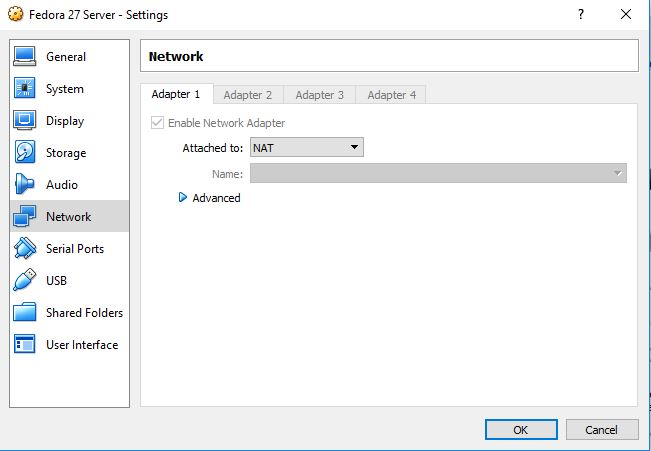 Fedora 27 Server - Settings
?
General
System
Display
Storage
Audio
Network
Serial Ports
USB
Shared Folders
User Interface
Network
Adapter 1 Adapter 2 Adapter 3 Adapter 4
Enable Network Adapter
Attached to: NAT
Name:
Advanced
OK Cancel